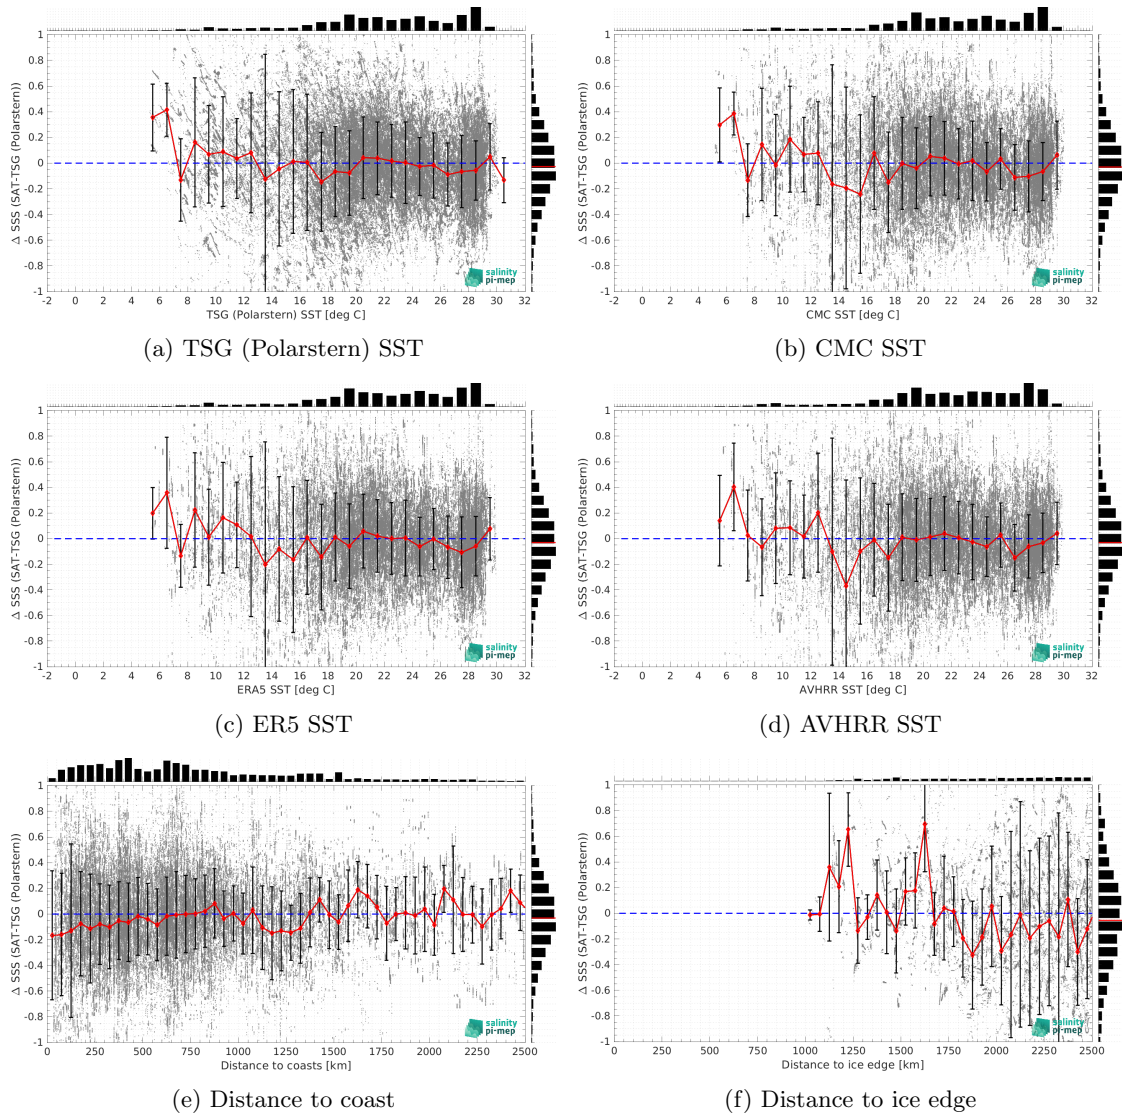 1
0.8
0.6
0.4
0.2
0
-0.2
-0.4
-0.6
-0.8
-1
Δ SSS (SAT-TSG (Polarstern))
salinity
pi-mep
-2 0 2 4 6 8 10 12 14 16 18 20 22 24 26 28 30 32
TSG (Polarstern) SST [deg C]
(a) TSG (Polarstern) SST
1
0.8
0.6
0.4
0.2
0
-0.2
-0.4
-0.6
-0.8
-1
Δ SSS (SAT-TSG (Polarstern))
salinity
pi-mep
-2 0 2 4 6 8 10 12 14 16 18 20 22 24 26 28 30 32
CMC SST [deg C]
(b) CMC SST
1
0.8
0.6
0.4
0.2
0
-0.2
-0.4
-0.6
-0.8
-1
Δ SSS (SAT-TSG (Polarstern))
salinity
pi-mep
-2 0 2 4 6 8 10 12 14 16 18 20 22 24 26 28 30 32
ERA5 SST [deg C]
(c) ER5 SST
1
0.8
0.6
0.4
0.2
0
-0.2
-0.4
-0.6
-0.8
-1
Δ SSS (SAT-TSG (Polarstern))
salinity
pi-mep
-2 0 2 4 6 8 10 12 14 16 18 20 22 24 26 28 30 32
AVHRR SST [deg C]
(d) AVHRR SST
1
0.8
0.6
0.4
0.2
0
-0.2
-0.4
-0.6
-0.8
-1
Δ SSS (SAT-TSG (Polarstern))
salinity
pi-mep
0 250 500 750 1000 1250 1500 1750 2000 2250 2500
Distance to coasts [km]
(e) Distance to coast
1
0.8
0.6
0.4
0.2
0
-0.2
-0.4
-0.6
-0.8
-1
Δ SSS (SAT-TSG (Polarstern))
salinity
pi-mep
0 250 500 750 1000 1250 1500 1750 2000 2250 2500
Distance to ice edge [km]
(f) Distance to ice edge